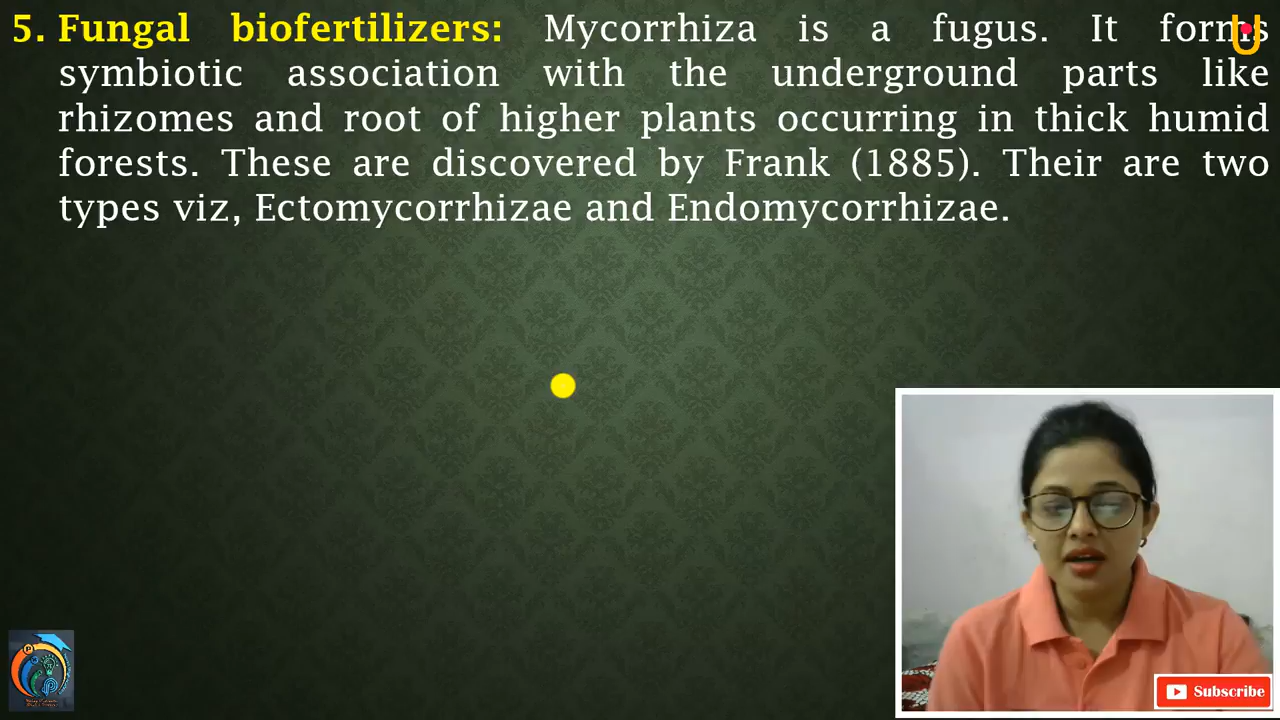 5. Fungal biofertilizers: Mycorrhiza is a fugus. It forms
symbiotic association with the underground parts like
rhizomes and root of higher plants occurring in thick humid
forests. These are discovered by Frank (1885). Their are two
types viz, Ectomycorrhizae and Endomycorrhizae.
Subscribe